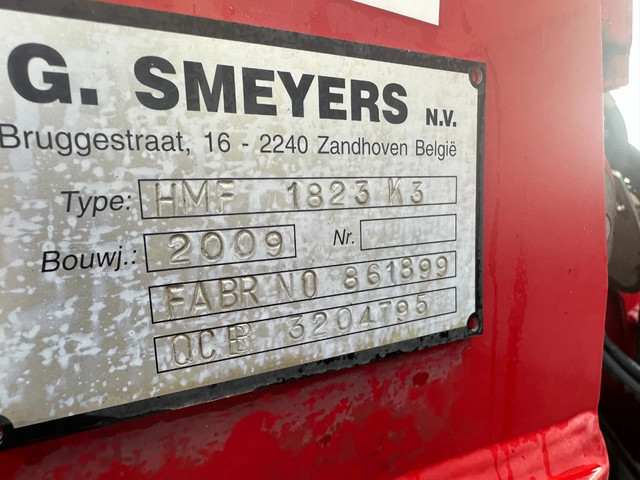 G. SMEYERS N.V.
Bruggestraat, 16 - 2240 Zandhoven België
Type: HMF 1823 K3
Bouwj.: 2009 Nr.
FABR NO 861899
OCB 3204795